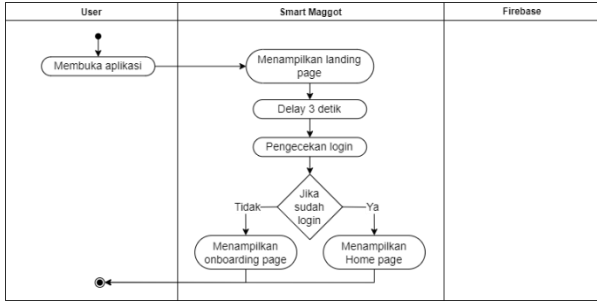 User
Smart Maggot
Firebase
Membuka aplikasi
Menampilkan landing
page
Delay 3 detik
Pengecekan login
Jika
sudah
login
Tidak
Ya
Menampilkan
onboarding page
Menampilkan
Home page